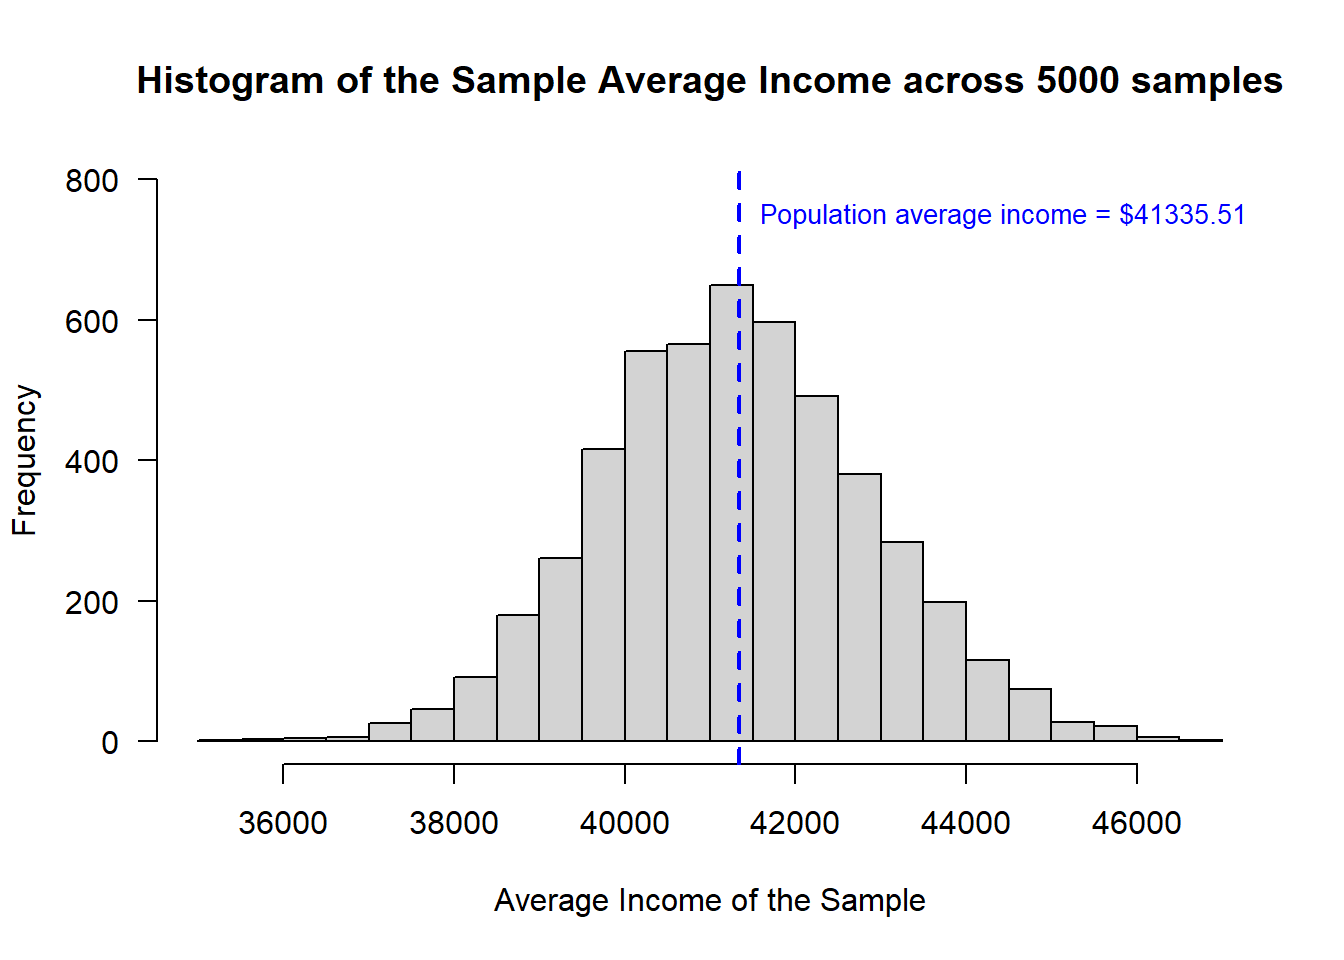 Histogram of the Sample Average Income across 5000 samples
800
Population average income = $41335.51
600
400
200
0
Frequency
36000 38000 40000 42000 44000 46000
Average Income of the Sample